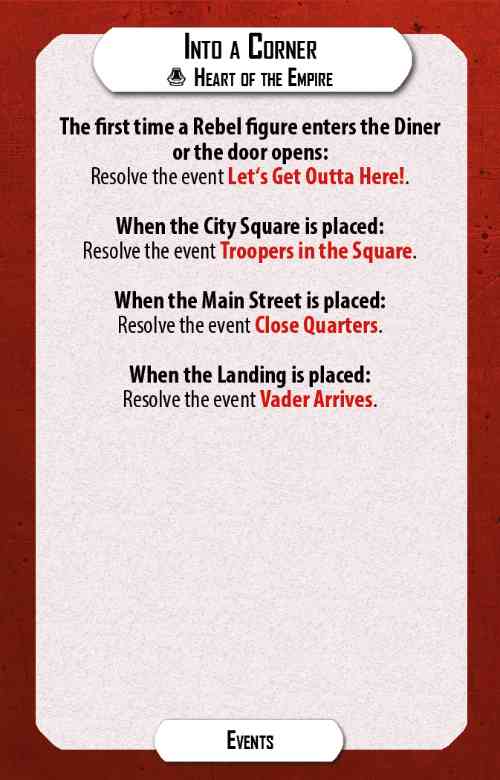 Into a Corner
Heart of the Empire
The first time a Rebel figure enters the Diner
or the door opens:
Resolve the event Let's Get Outta Here!.
When the City Square is placed:
Resolve the event Troopers in the Square.
When the Main Street is placed:
Resolve the event Close Quarters.
When the Landing is placed:
Resolve the event Vader Arrives.
Events